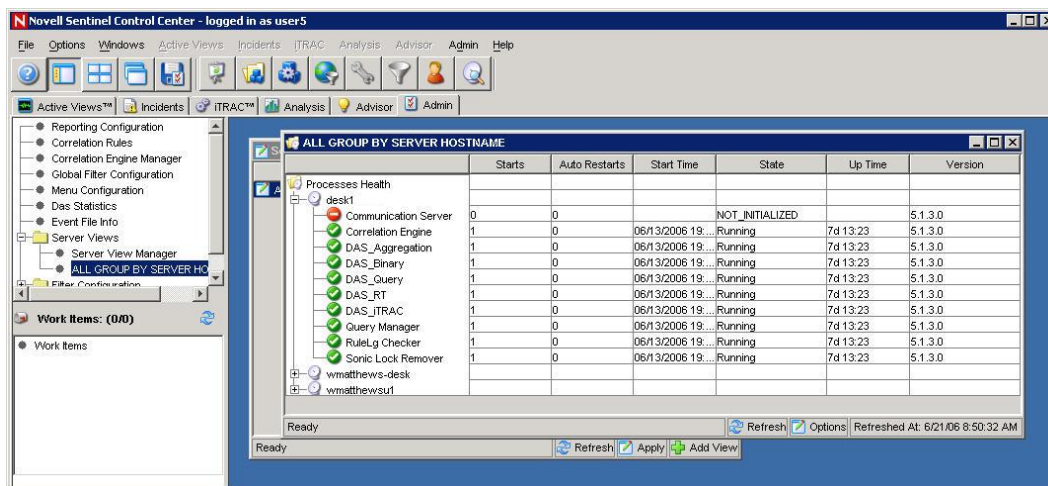 Novell Sentinel Control Center - logged in as user5
File Options Windows Active Views Incidents iTRAC Analysis Advisor Admin Help
Active Views™ Incidents iTRAC™ Analysis Advisor Admin
Reporting Configuration
Correlation Rules
Correlation Engine Manager
Global Filter Configuration
Menu Configuration
Das Statistics
Event File Info
Server Views
Server View Manager
ALL GROUP BY SERVER HO
Filter Configuration
Work Items: (0/0)
Work Items
ALL GROUP BY SERVER HOSTNAME
Starts Auto Restarts Start Time State Up Time Version
Processes Health
desk1
Communication Server 0 0 NOT_INITIALIZED 5.1.3.0
Correlation Engine 1 0 06/13/2006 19:... Running 7d 13:23 5.1.3.0
DAS_Aggregation 1 0 06/13/2006 19:... Running 7d 13:23 5.1.3.0
DAS_Binary 1 0 06/13/2006 19:... Running 7d 13:23 5.1.3.0
DAS_Query 1 0 06/13/2006 19:... Running 7d 13:23 5.1.3.0
DAS_RT 1 0 06/13/2006 19:... Running 7d 13:23 5.1.3.0
DAS_iTRAC 1 0 06/13/2006 19:... Running 7d 13:23 5.1.3.0
Query Manager 1 0 06/13/2006 19:... Running 7d 13:23 5.1.3.0
RuleLg Checker 1 0 06/13/2006 19:... Running 7d 13:23 5.1.3.0
Sonic Lock Remover 1 0 06/13/2006 19:... Running 7d 13:23 5.1.3.0
wmatthews-desk
wmatthewsu1
Ready Refresh Options Refreshed At: 6/21/06 8:50:32 AM
Ready Refresh Apply Add View